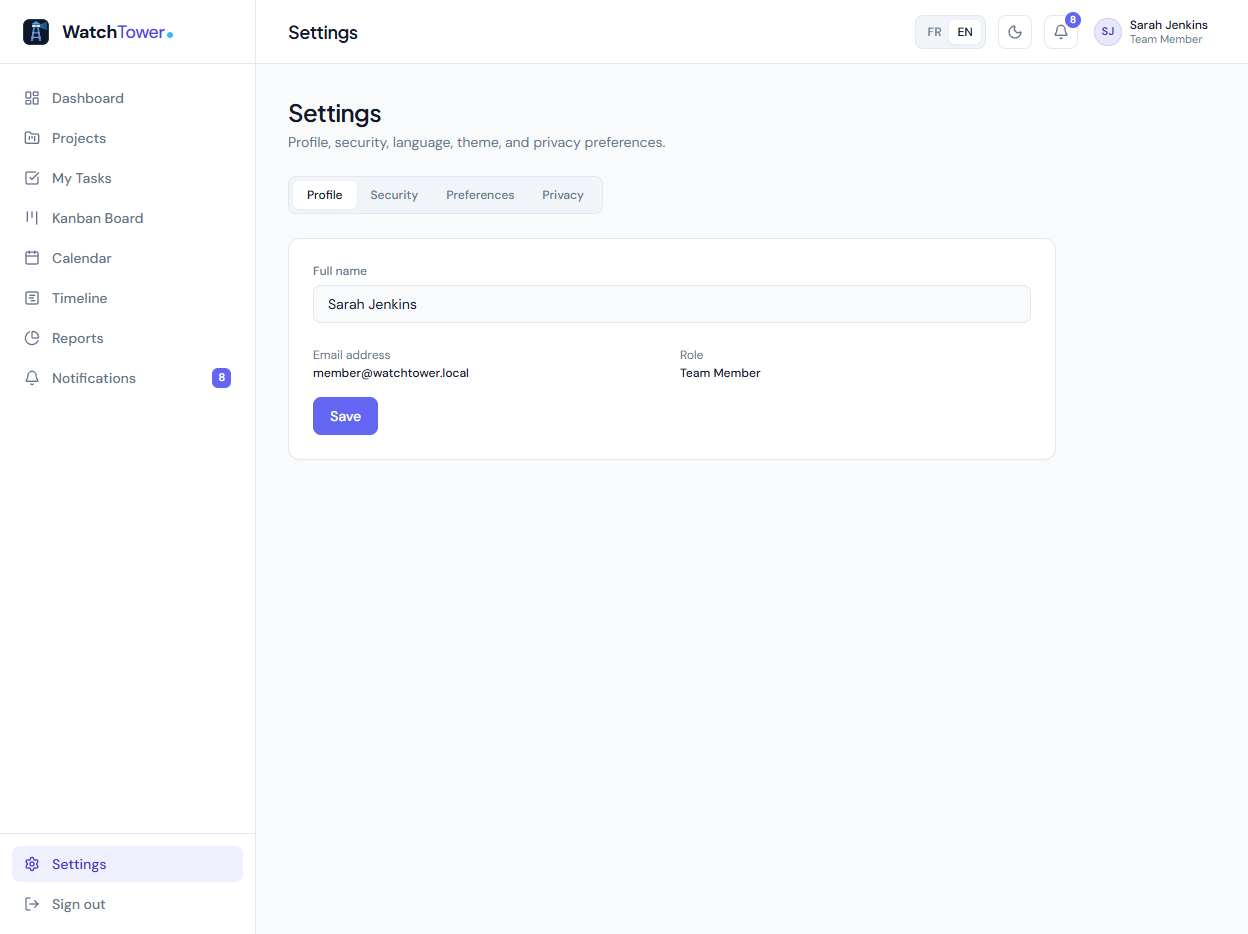 WatchTower
Settings
FR EN
8
SJ
Sarah Jenkins
Team Member
Dashboard
Projects
My Tasks
Kanban Board
Calendar
Timeline
Reports
Notifications 8
Settings
Sign out
Settings
Profile, security, language, theme, and privacy preferences.
Profile Security Preferences Privacy
Full name
Sarah Jenkins
Email address Role
member@watchtower.local Team Member
Save